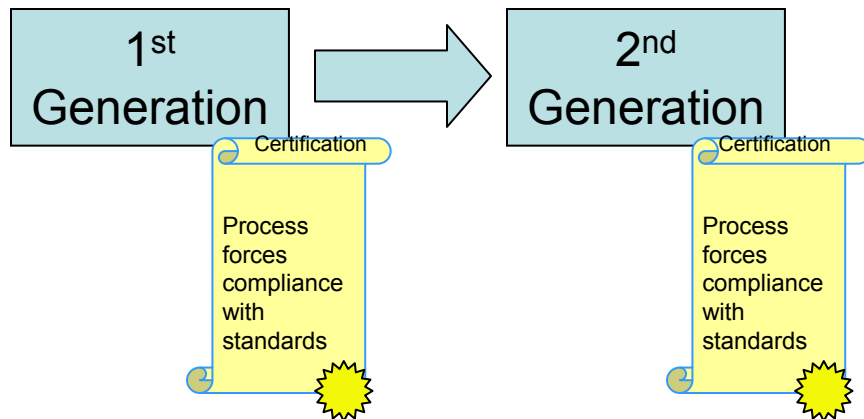 1st
Generation
2nd
Generation
Certification
Process
forces
compliance
with
standards
Certification
Process
forces
compliance
with
standards